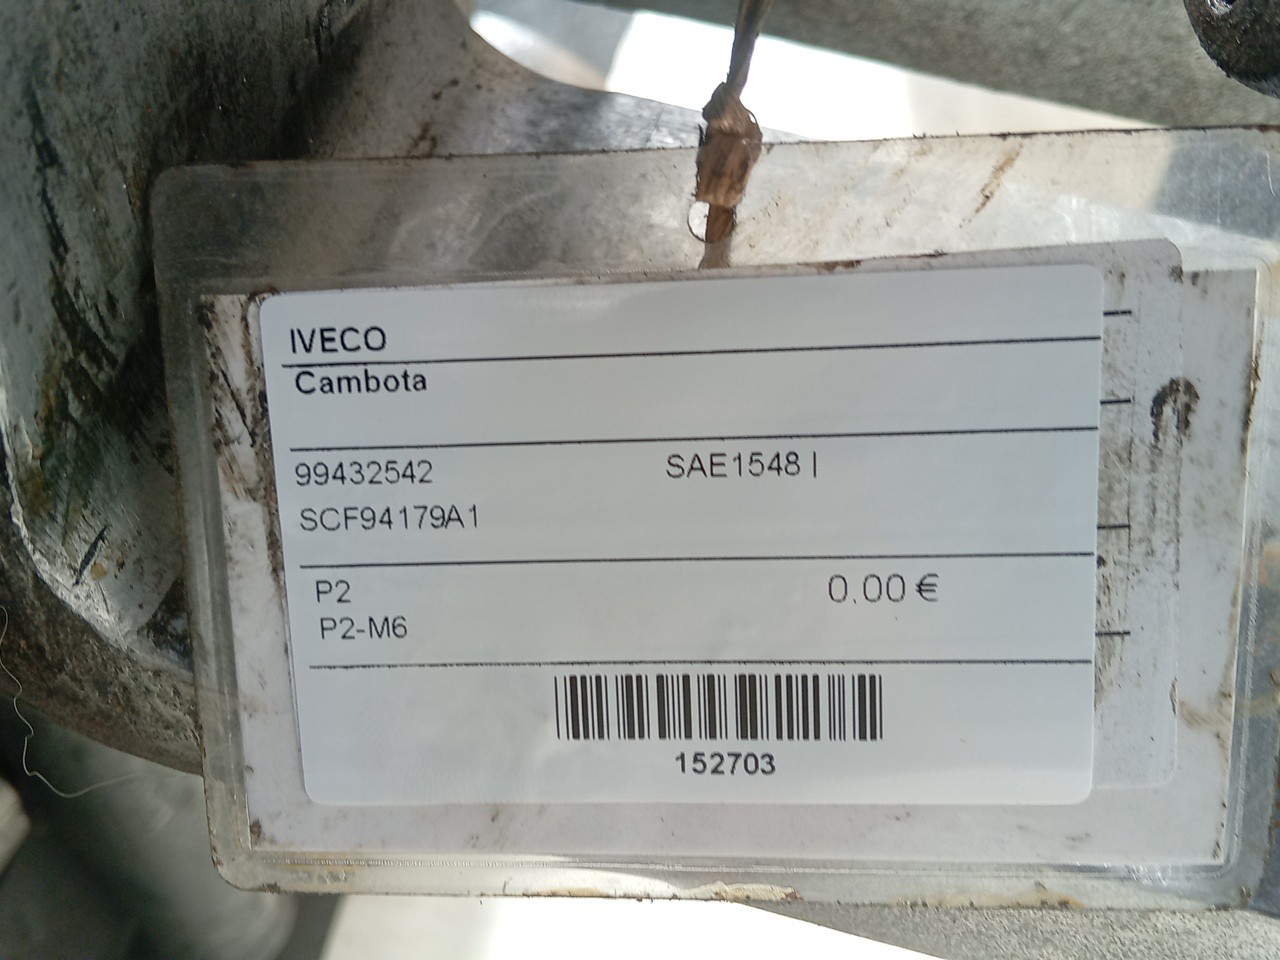 IVECO
Cambota
99432542 SAE1548 |
SCF94179A1
P2 0.00 €
P2-M6
152703